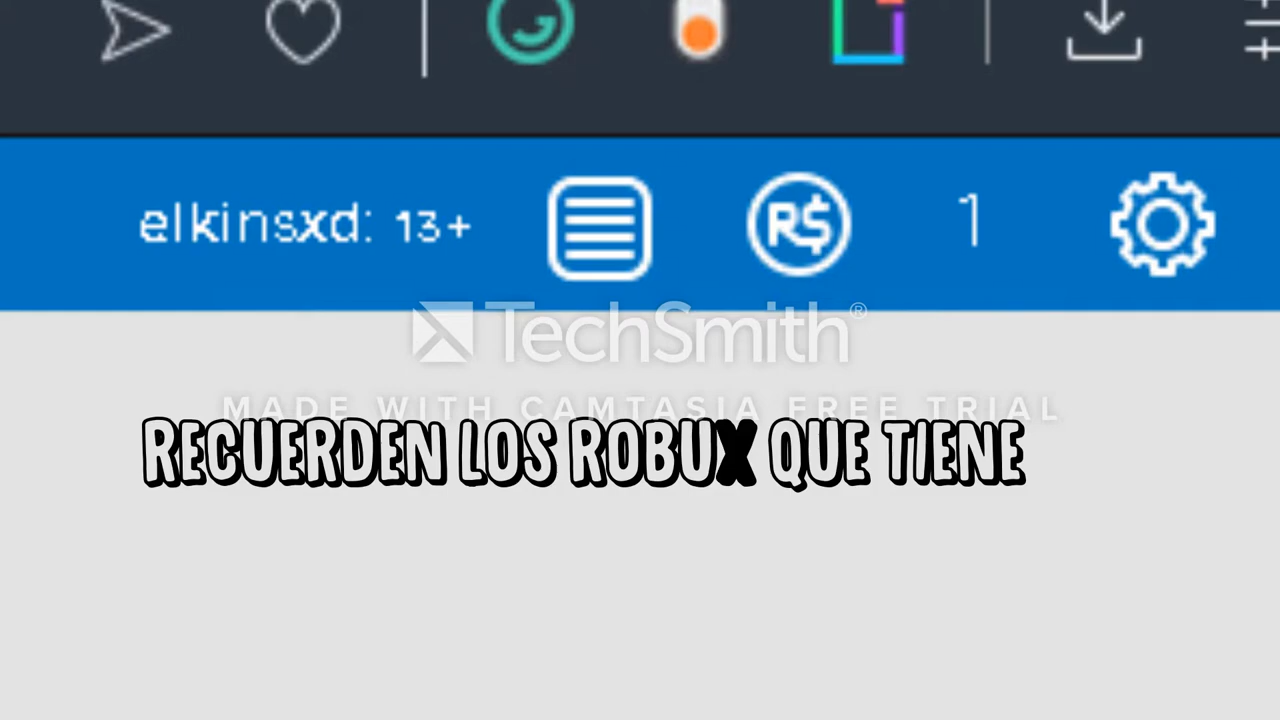 elkinsxd: 13+ R$ 1
TechSmith®
MADE WITH CAMTASIA FREE TRIAL
RECUERDEN LOS ROBUX QUE TIENE